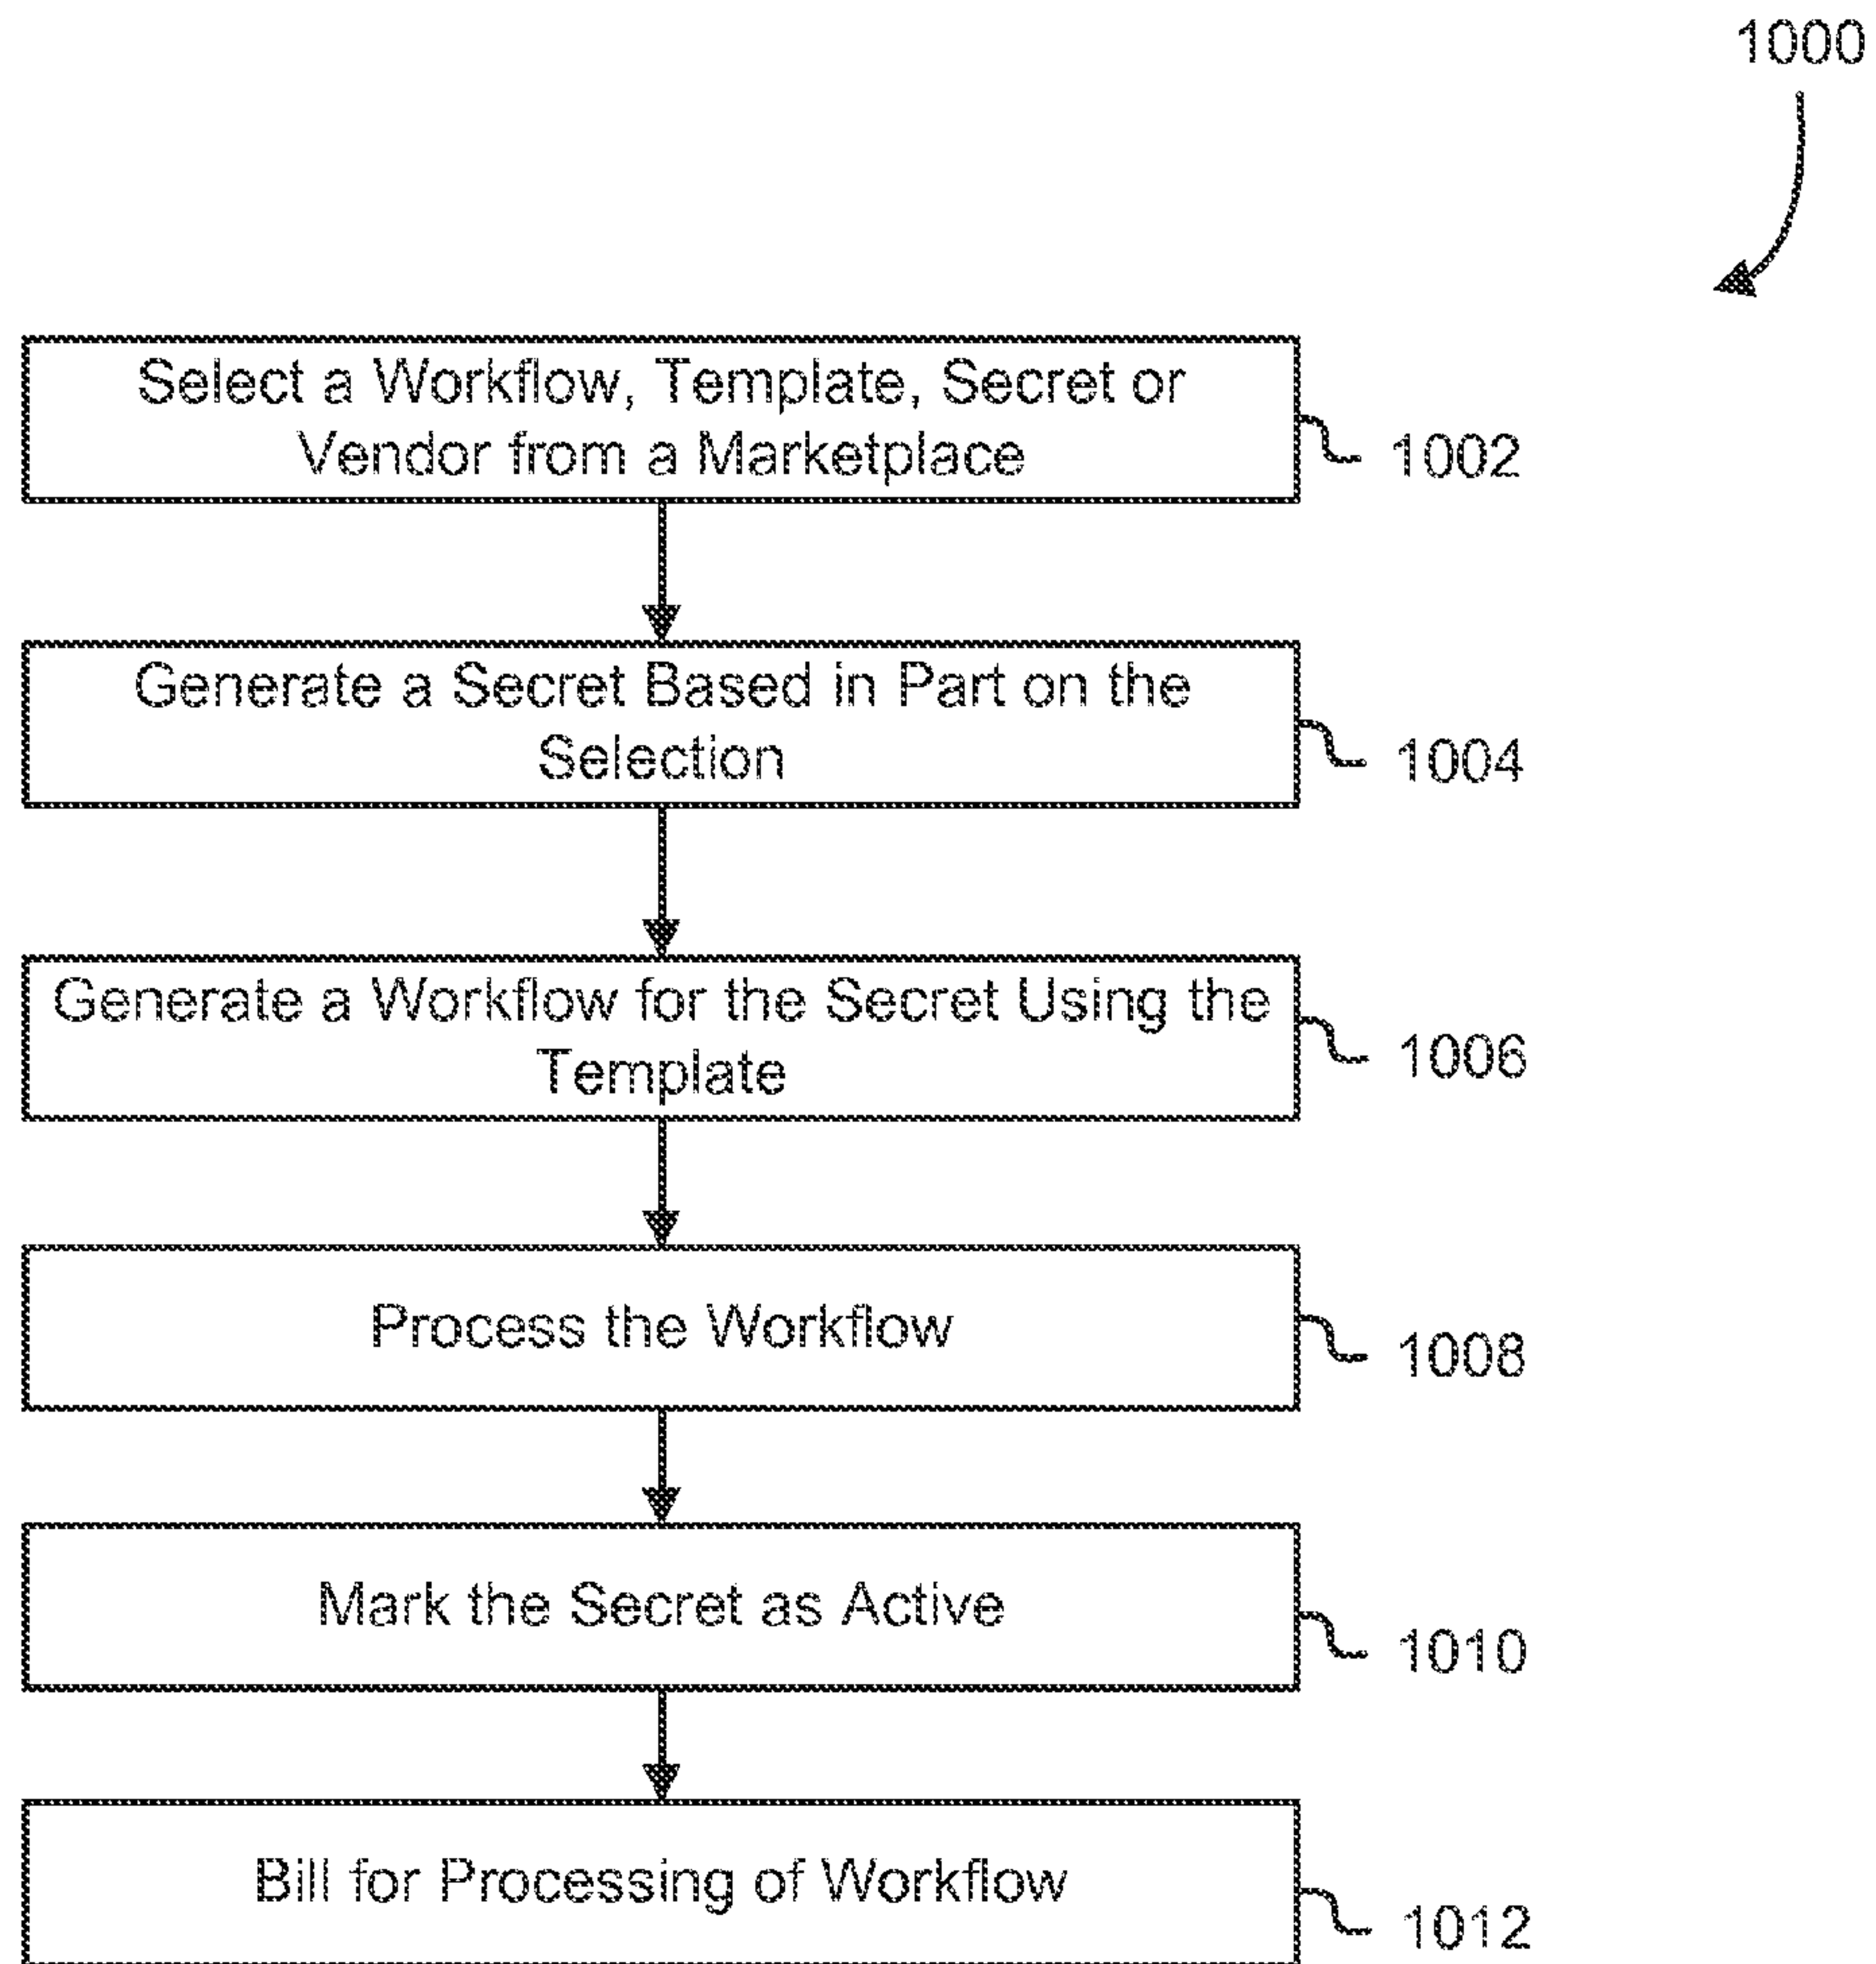 1000
Select a Workflow, Template, Secret or
Vendor from a Marketplace
1002
Generate a Secret Based in Part on the
Selection
1004
Generate a Workflow for the Secret Using the
Template
1006
Process the Workflow
1008
Mark the Secret as Active
1010
Bill for Processing of Workflow
1012